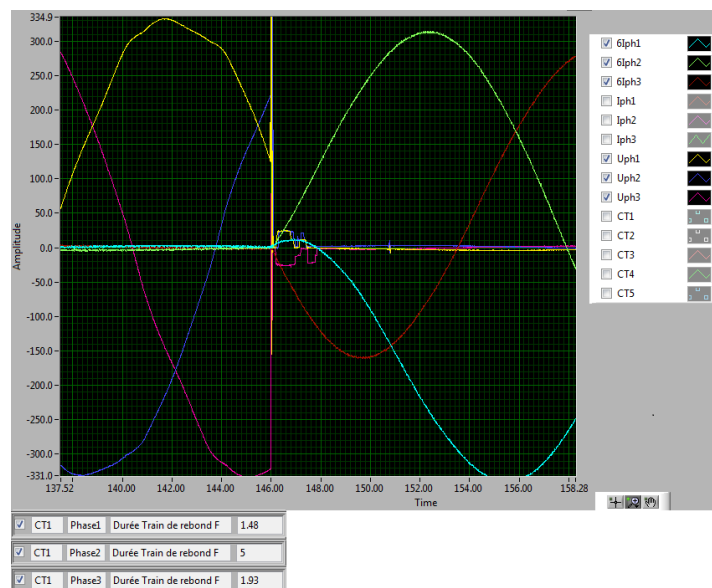 334.9
300.0
250.0
200.0
150.0
100.0
50.0
0.0
-50.0
-100.0
-150.0
-200.0
-250.0
-300.0
-331.0
Amplitude
137.52 140.00 142.00 144.00 146.00 148.00 150.00 152.00 154.00 156.00 158.28
Time
6Iph1
6Iph2
6Iph3
Iph1
Iph2
Iph3
Uph1
Uph2
Uph3
CT1
CT2
CT3
CT4
CT5
CT1 Phase1 Durée Train de rebond F 1.48
CT1 Phase2 Durée Train de rebond F 5
CT1 Phase3 Durée Train de rebond F 1.93